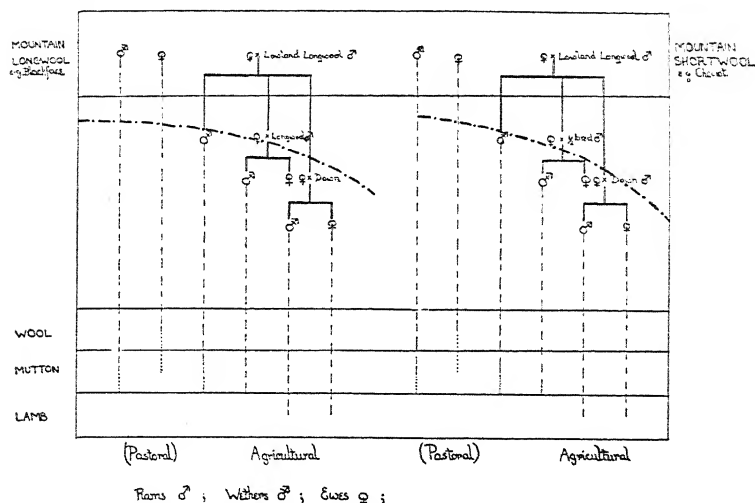 MOUNTAIN
LONGWOOL
e.g. Blackface
♀ × Lowland Longwool ♂
♀ × Lowland Longwool ♂
MOUNTAIN
SHORTWOOL
e.g. Cheviot
♀ × Longwool ♂
♀ × ½ bred ♂
♀ × Down
♀ × Down ♂
WOOL
MUTTON
LAMB
(Pastoral) Agricultural (Pastoral) Agricultural
Rams ♂ ; Wethers ; Ewes ♀ ;